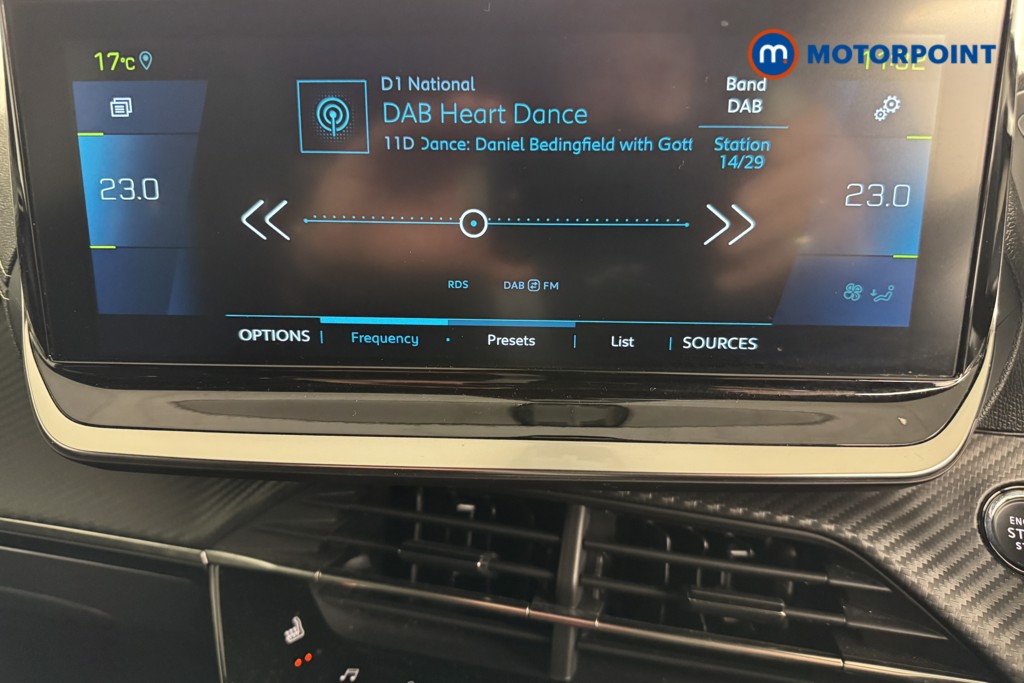 MOTORPOINT
17°C
D1 National
DAB Heart Dance
11D Dance: Daniel Bedingfield with Gott
Band
DAB
Station
14/29
23.0
23.0
RDS
DAB FM
OPTIONS | Frequency • Presets | List | SOURCES